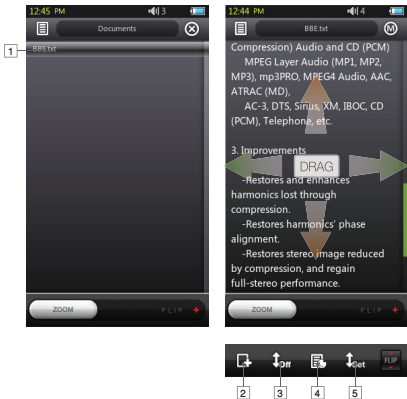 12:45 PM 3
Documents
1
BBE.txt
ZOOM
FLIP +
12:44 PM 4
BBE.txt M
Compression) Audio and CD (PCM)
MPEG Layer Audio (MP1, MP2,
MP3), mp3PRO, MPEG4 Audio, AAC,
ATRAC (MD),
AC-3, DTS, Sirius, XM, IBOC, CD
(PCM), Telephone, etc.
3. Improvements
DRAG
-Restores and enhances
harmonics lost through
compression.
-Restores harmonics' phase
alignment.
-Restores stereo image reduced
by compression, and regain
full-stereo performance.
ZOOM
FLIP +
Off
Set
FLIP
2
3
4
5